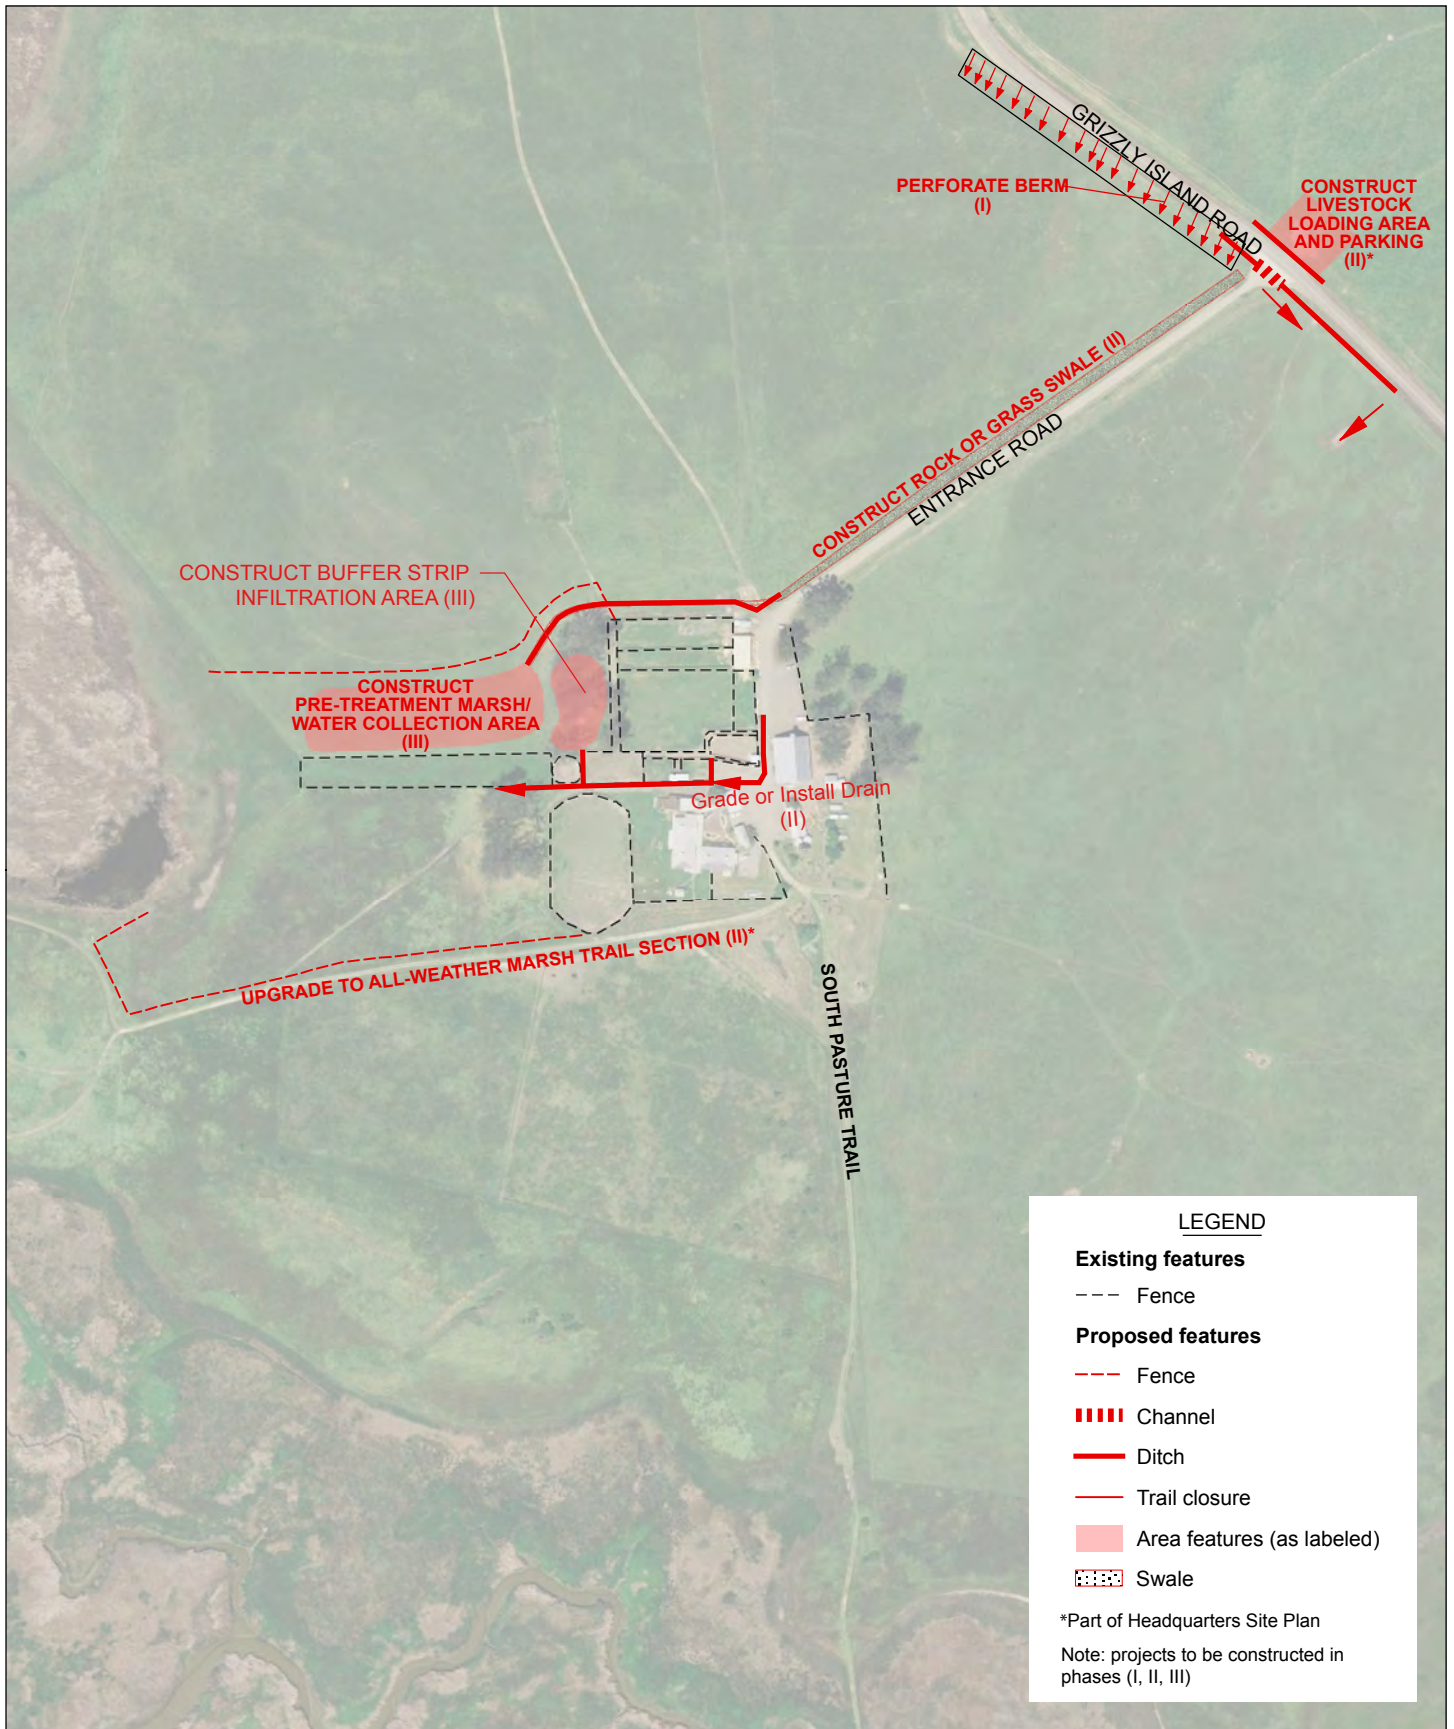 GRIZZLY ISLAND ROAD
PERFORATE BERM
(I)
CONSTRUCT
LIVESTOCK
LOADING AREA
AND PARKING
(II)*
CONSTRUCT ROCK OR GRASS SWALE (II)
ENTRANCE ROAD
CONSTRUCT BUFFER STRIP
INFILTRATION AREA (III)
CONSTRUCT
PRE-TREATMENT MARSH/
WATER COLLECTION AREA
(III)
Grade or Install Drain
(II)
UPGRADE TO ALL-WEATHER MARSH TRAIL SECTION (II)*
SOUTH PASTURE TRAIL
LEGEND
Existing features
Fence
Proposed features
Fence
Channel
Ditch
Trail closure
Area features (as labeled)
Swale
*Part of Headquarters Site Plan
Note: projects to be constructed in
phases (I, II, III)